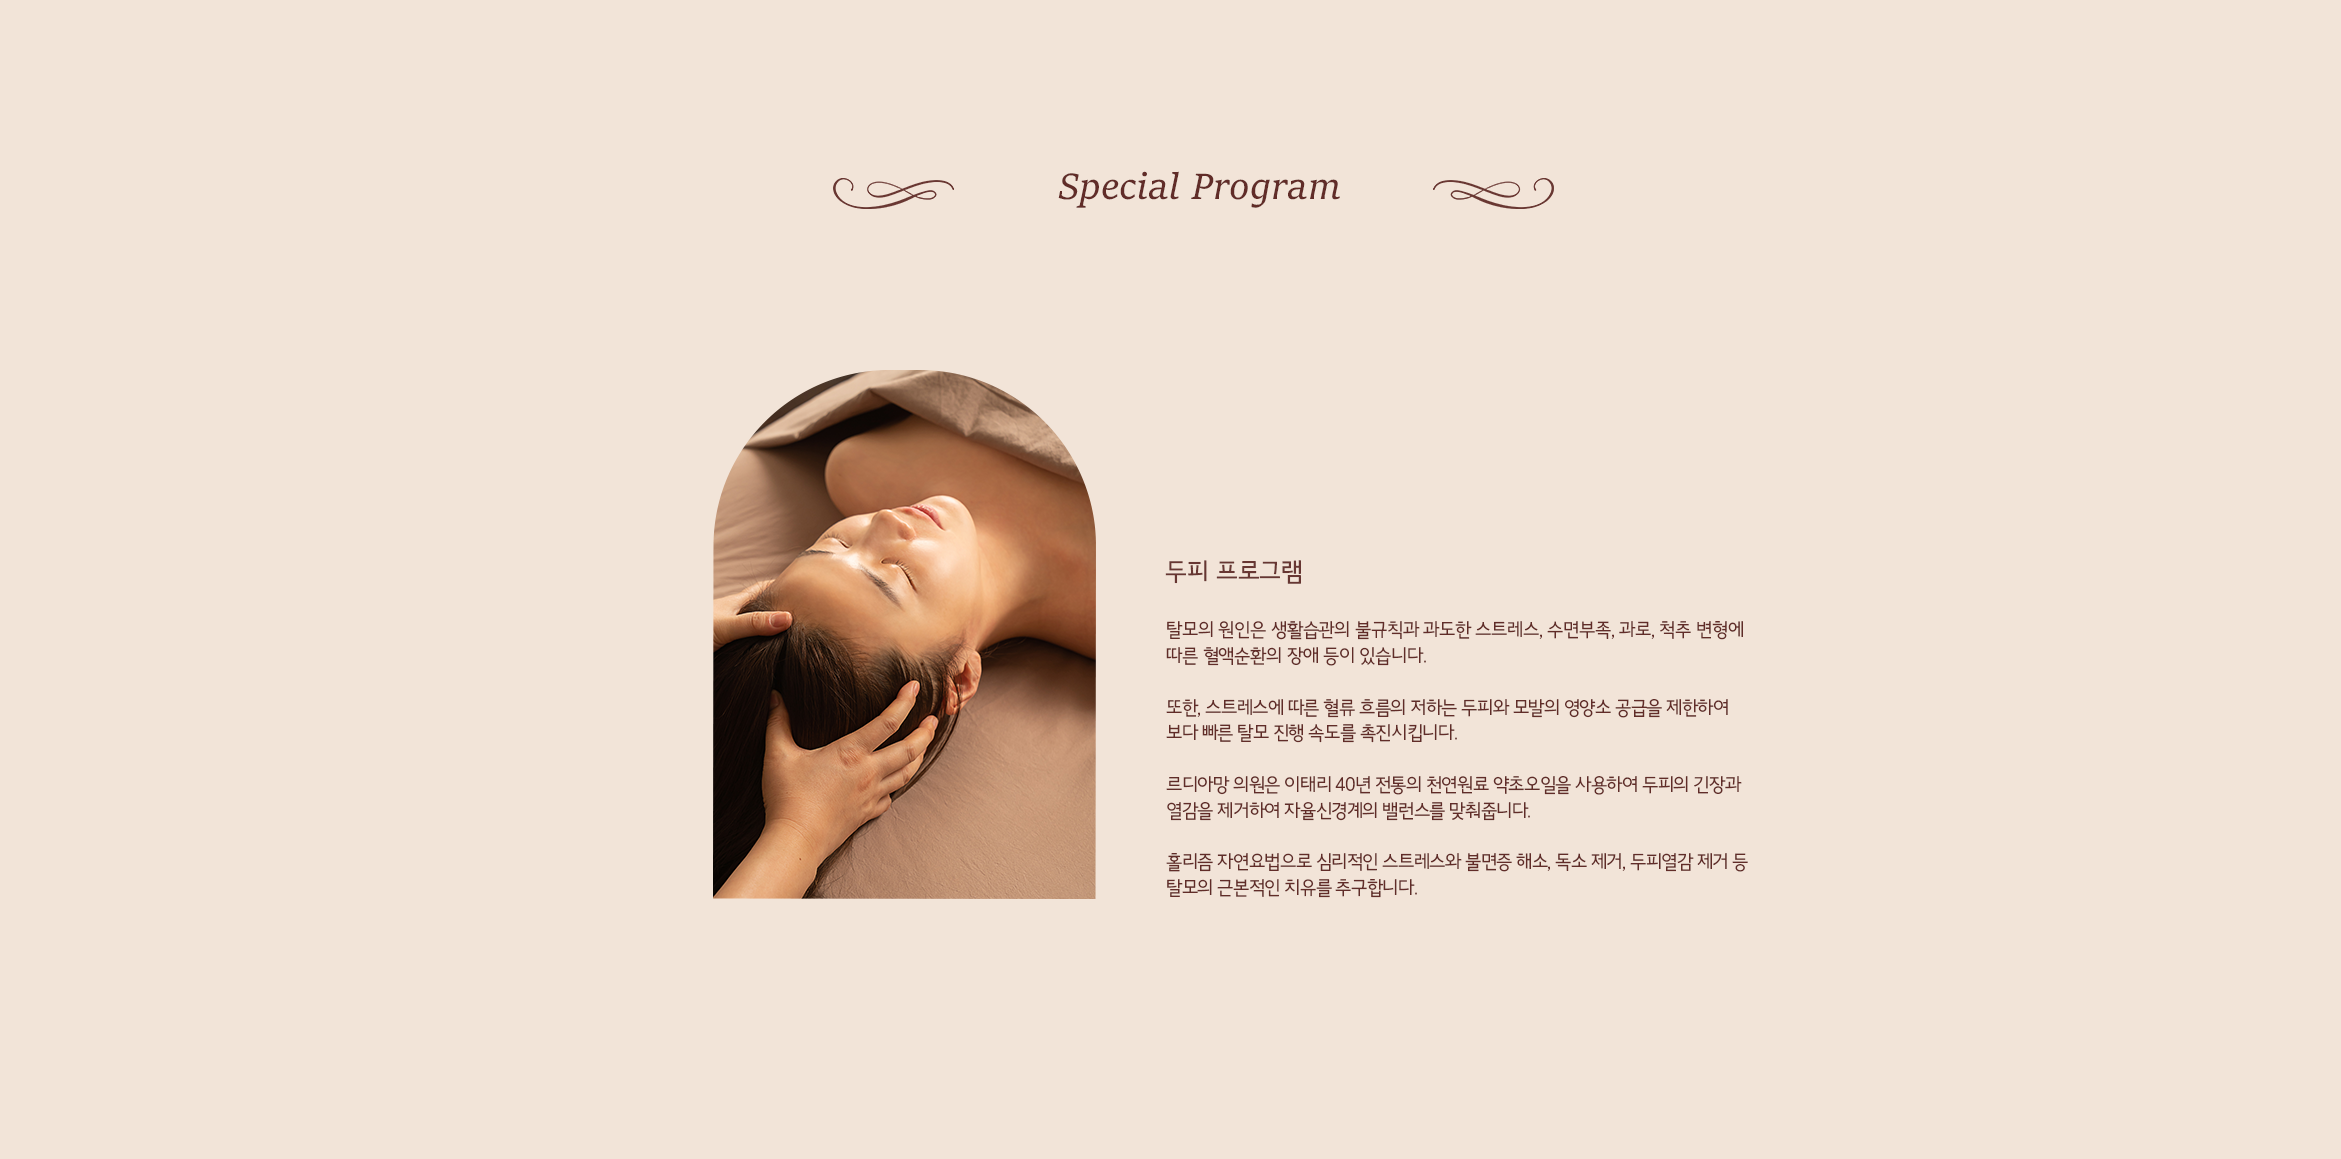 Special Program
두피 프로그램
탈모의 원인은 생활습관의 불규칙과 과도한 스트레스, 수면부족, 과로, 척추 변형에
따른 혈액순환의 장애 등이 있습니다.
또한, 스트레스에 따른 혈류 흐름의 저하는 두피와 모발의 영양소 공급을 제한하여
보다 빠른 탈모 진행 속도를 촉진시킵니다.
르디아망 의원은 이태리 40년 전통의 천연원료 약초오일을 사용하여 두피의 긴장과
열감을 제거하여 자율신경계의 밸런스를 맞춰줍니다.
홀리즘 자연요법으로 심리적인 스트레스와 불면증 해소, 독소 제거, 두피열감 제거 등
탈모의 근본적인 치유를 추구합니다.